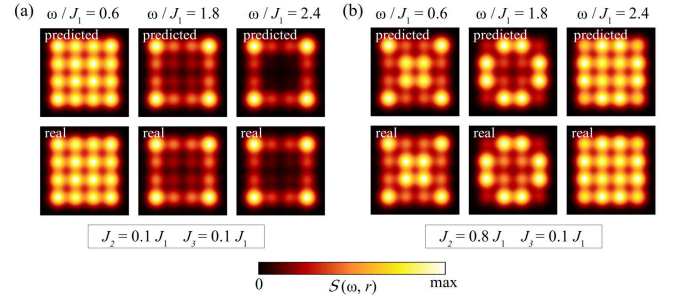 (a) ω / J₁ = 0.6 ω / J₁ = 1.8 ω / J₁ = 2.4
predicted predicted predicted
real real real
J₂ = 0.1 J₁ J₃ = 0.1 J₁
(b) ω / J₁ = 0.6 ω / J₁ = 1.8 ω / J₁ = 2.4
predicted predicted predicted
real real real
J₂ = 0.8 J₁ J₃ = 0.1 J₁
0 S(ω, r) max